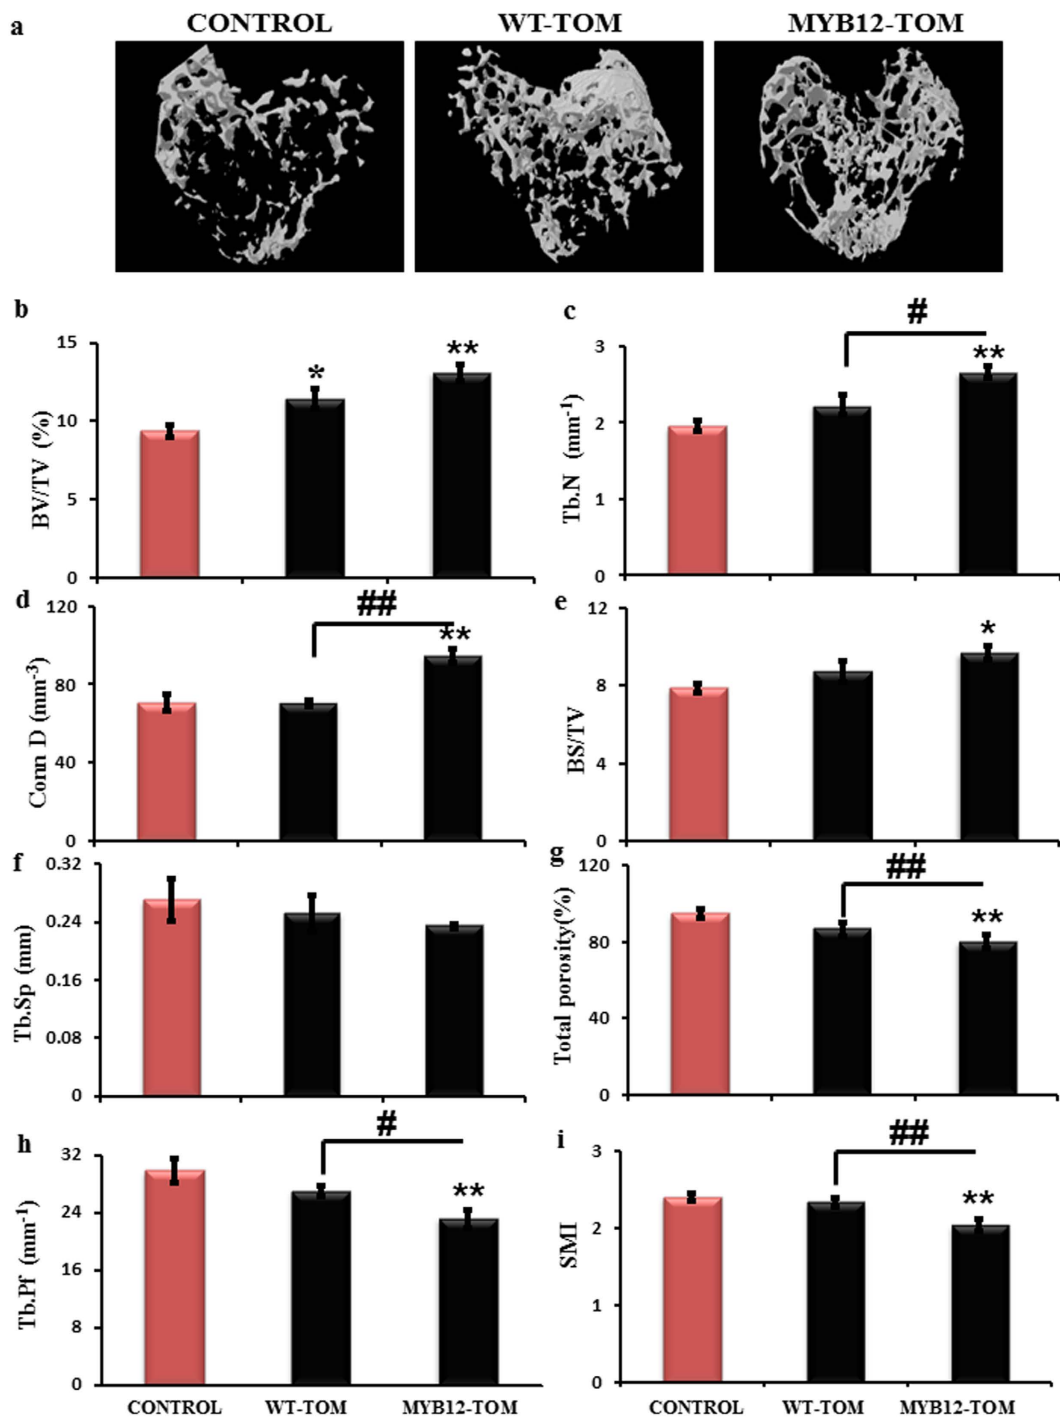 a
CONTROL WT-TOM MYB12-TOM
b
BV/TV (%)
15
10
5
0
*
**
c
Tb.N (mm⁻¹)
3
2
1
0
#
**
d
Conn D (mm⁻³)
120
80
40
0
##
**
e
BS/TV
12
8
4
0
*
f
Tb.Sp (mm)
0.32
0.24
0.16
0.08
0
g
Total porosity(%)
120
80
40
0
##
**
h
Tb.Pf (mm⁻¹)
32
24
16
8
0
#
**
CONTROL WT-TOM MYB12-TOM
i
SMI
3
2
1
0
##
**
CONTROL WT-TOM MYB12-TOM